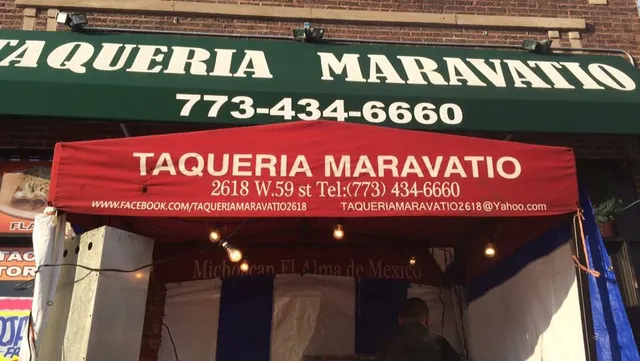 TAQUERIA MARAVATIO
773-434-6660
TAQUERIA MARAVATIO
2618 W.59 st Tel:(773) 434-6660
WWW.FACEBOOK.COM/TAQUERIAMARAVATIO2618 TAQUERIAMARAVATIO2618@Yahoo.com
Michoacan El Alma de Mexico